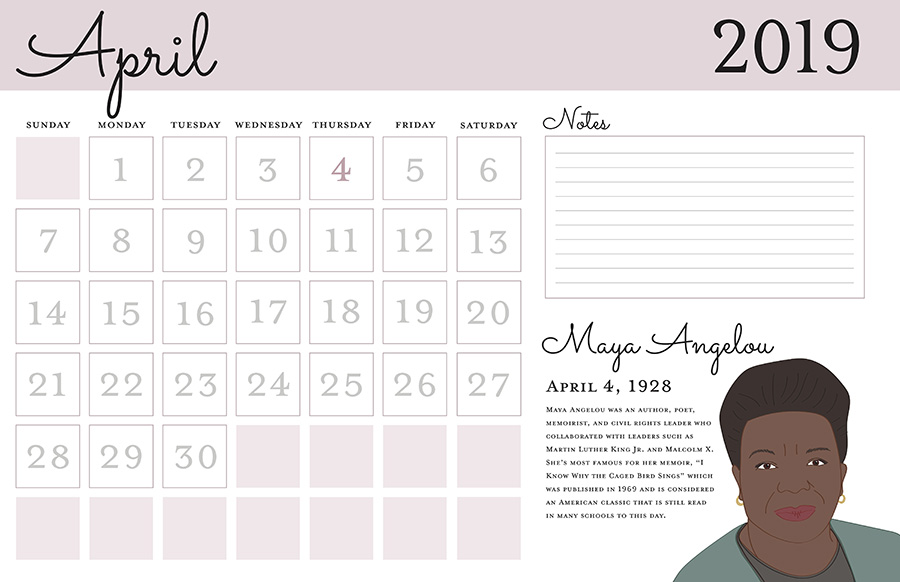 April
2019
SUNDAY MONDAY TUESDAY WEDNESDAY THURSDAY FRIDAY SATURDAY
1 2 3 4 5 6
7 8 9 10 11 12 13
14 15 16 17 18 19 20
21 22 23 24 25 26 27
28 29 30
Notes
Maya Angelou
April 4, 1928
Maya Angelou was an author, poet,
memoirist, and civil rights leader who
collaborated with leaders such as
Martin Luther King Jr. and Malcolm X.
She's most famous for her memoir, "I
Know Why the Caged Bird Sings" which
was published in 1969 and is considered
an American classic that is still read
in many schools to this day.